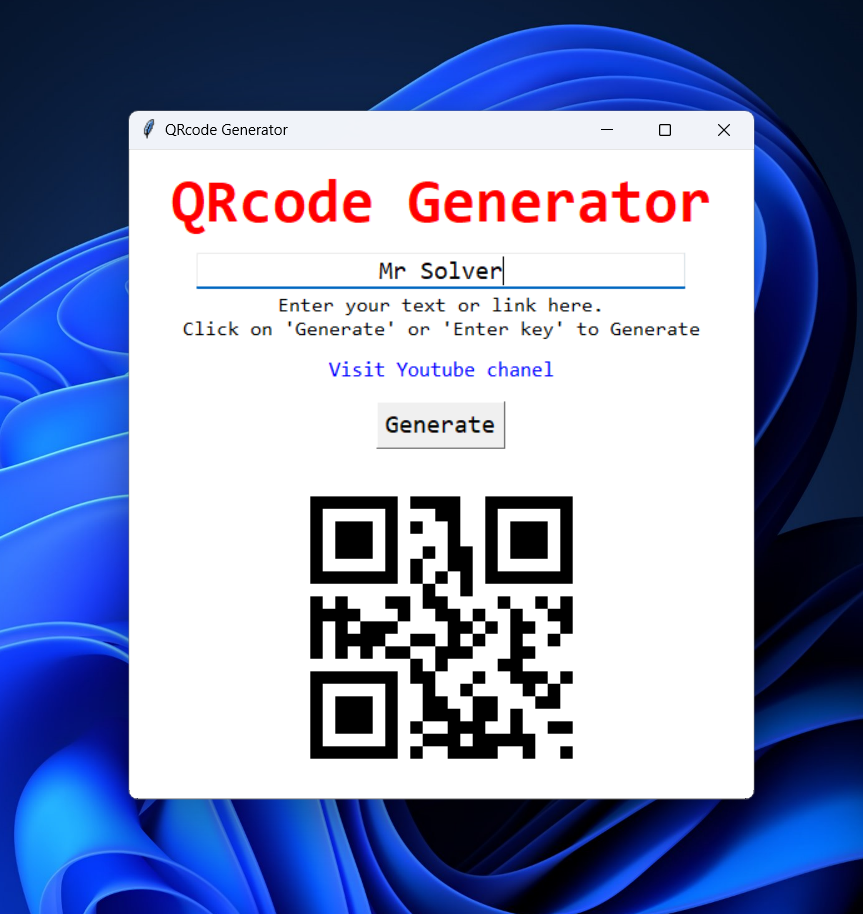 QRcode Generator
QRcode Generator
Mr Solver
Enter your text or link here.
Click on 'Generate' or 'Enter key' to Generate
Visit Youtube chanel
Generate